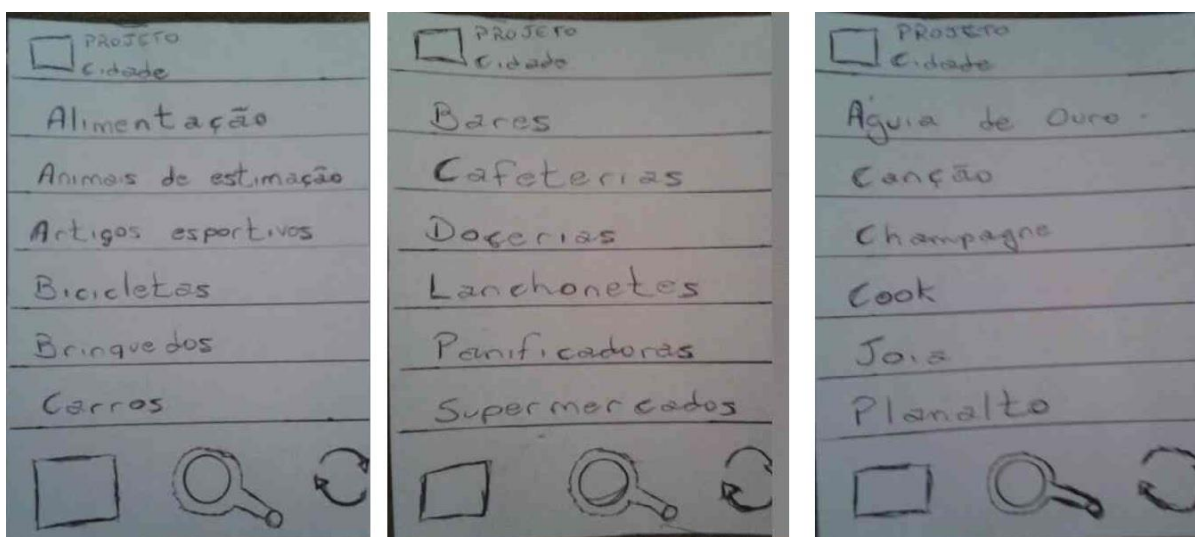 PROJETO
Cidade
Alimentação
Animais de estimação
Artigos esportivos
Bicicletas
Brinquedos
Carros
PROJETO
Cidade
Bares
Cafeterias
Docerias
Lanchonetes
Panificadoras
Supermercados
PROJETO
Cidade
Águia de Ouro
Canção
Champagne
Cook
Joia
Planalto